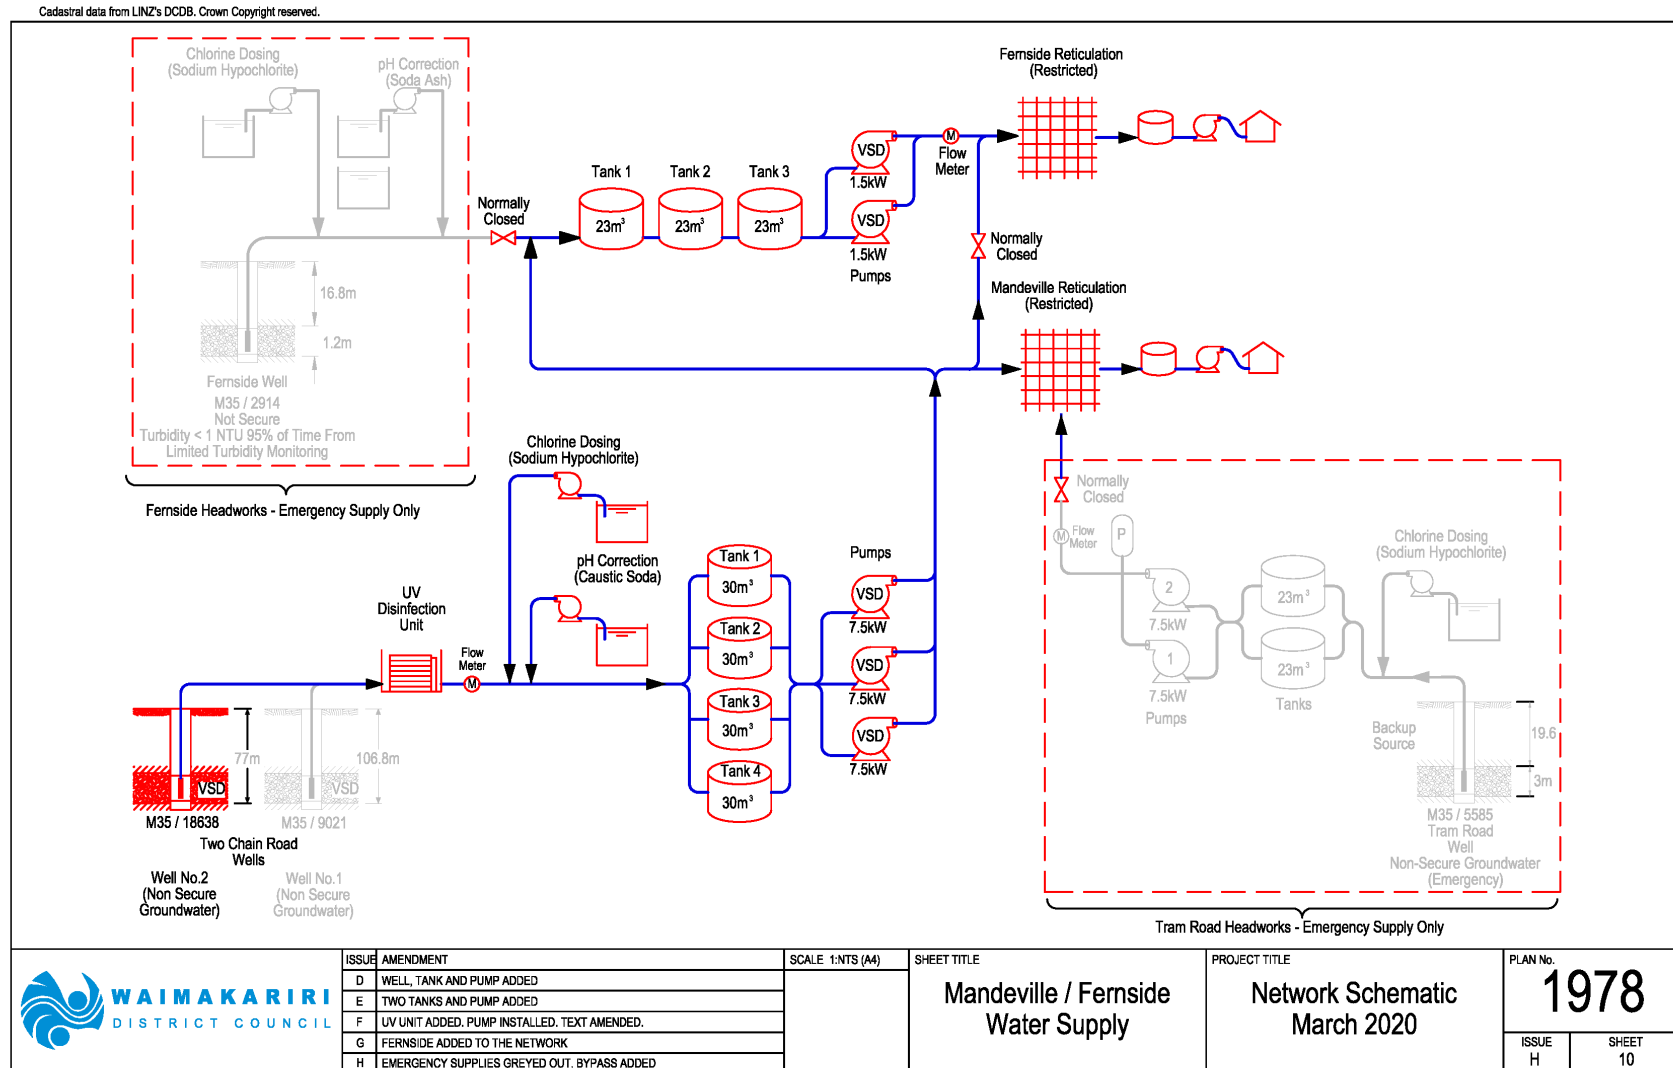 Cadastral data from LINZ's DCDB. Crown Copyright reserved.
Chlorine Dosing
(Sodium Hypochlorite)
pH Correction
(Soda Ash)
Normally
Closed
16.8m
1.2m
Fernside Well
M35 / 2914
Not Secure
Turbidity < 1 NTU 95% of Time From
Limited Turbidity Monitoring
Fernside Headworks - Emergency Supply Only
Tank 1
23m³
Tank 2
23m³
Tank 3
23m³
VSD
1.5kW
VSD
1.5kW
Pumps
M
Flow
Meter
Fernside Reticulation
(Restricted)
Normally
Closed
Mandeville Reticulation
(Restricted)
Chlorine Dosing
(Sodium Hypochlorite)
pH Correction
(Caustic Soda)
UV
Disinfection
Unit
Flow
Meter
M
77m
VSD
M35 / 18638
106.8m
VSD
M35 / 9021
Two Chain Road
Wells
Well No.2
(Non Secure
Groundwater)
Well No.1
(Non Secure
Groundwater)
Tank 1
30m³
Tank 2
30m³
Tank 3
30m³
Tank 4
30m³
Pumps
VSD
7.5kW
VSD
7.5kW
VSD
7.5kW
Normally
Closed
M
Flow
Meter
P
2
7.5kW
1
7.5kW
Pumps
23m³
23m³
Tanks
Chlorine Dosing
(Sodium Hypochlorite)
Backup
Source
19.6
3m
M35 / 5585
Tram Road
Well
Non-Secure Groundwater
(Emergency)
Tram Road Headworks - Emergency Supply Only
WAIMAKARIRI
DISTRICT COUNCIL
ISSUE AMENDMENT
D WELL, TANK AND PUMP ADDED
E TWO TANKS AND PUMP ADDED
F UV UNIT ADDED. PUMP INSTALLED. TEXT AMENDED.
G FERNSIDE ADDED TO THE NETWORK
H EMERGENCY SUPPLIES GREYED OUT. BYPASS ADDED
SCALE 1:NTS (A4)
SHEET TITLE
Mandeville / Fernside
Water Supply
PROJECT TITLE
Network Schematic
March 2020
PLAN No.
1978
ISSUE
H
SHEET
10